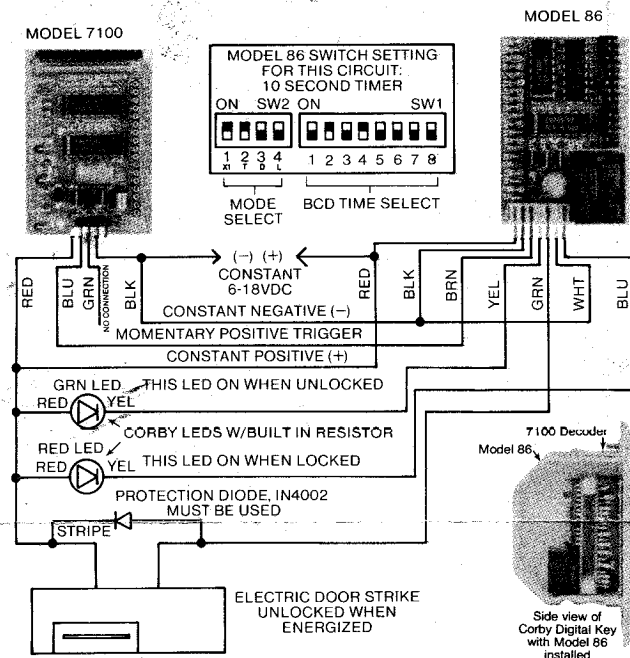 MODEL 7100
MODEL 86
MODEL 86 SWITCH SETTING
FOR THIS CIRCUIT:
10 SECOND TIMER
ON SW2 ON SW1
1 2 3 4 1 2 3 4 5 6 7 8
X1 T D L
MODE
SELECT
BCD TIME SELECT
RED
BLU
GRN
NO CONNECTION
BLK
(-) (+)
CONSTANT
6-18VDC
RED
BLK
BRN
YEL
GRN
WHT
BLU
CONSTANT NEGATIVE (-)
MOMENTARY POSITIVE TRIGGER
CONSTANT POSITIVE (+)
GRN LED
THIS LED ON WHEN UNLOCKED
RED YEL
CORBY LEDS W/BUILT IN RESISTOR
RED LED
RED YEL
THIS LED ON WHEN LOCKED
PROTECTION DIODE, IN4002
MUST BE USED
STRIPE
ELECTRIC DOOR STRIKE
UNLOCKED WHEN
ENERGIZED
7100 Decoder
Model 86
Side view of
Corby Digital Key
with Model 86
installed